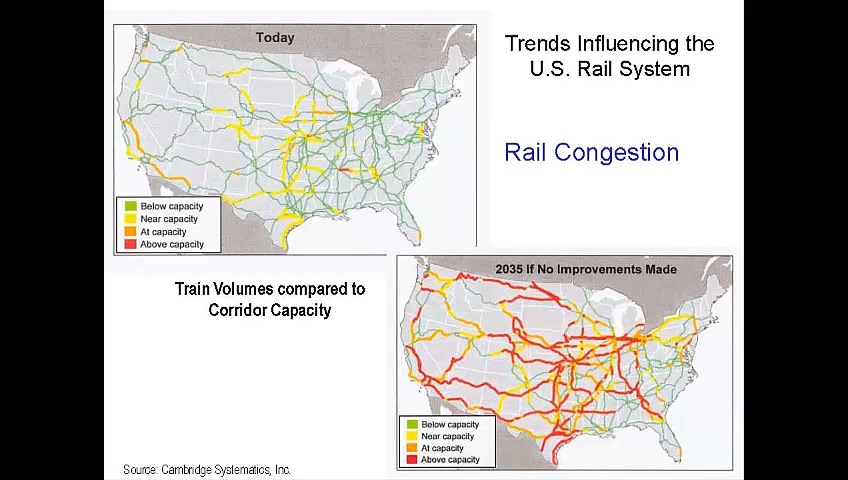 Today
Trends Influencing the
U.S. Rail System
Rail Congestion
Below capacity
Near capacity
At capacity
Above capacity
Train Volumes compared to
Corridor Capacity
2035 If No Improvements Made
Below capacity
Near capacity
At capacity
Above capacity
Source: Cambridge Systematics, Inc.